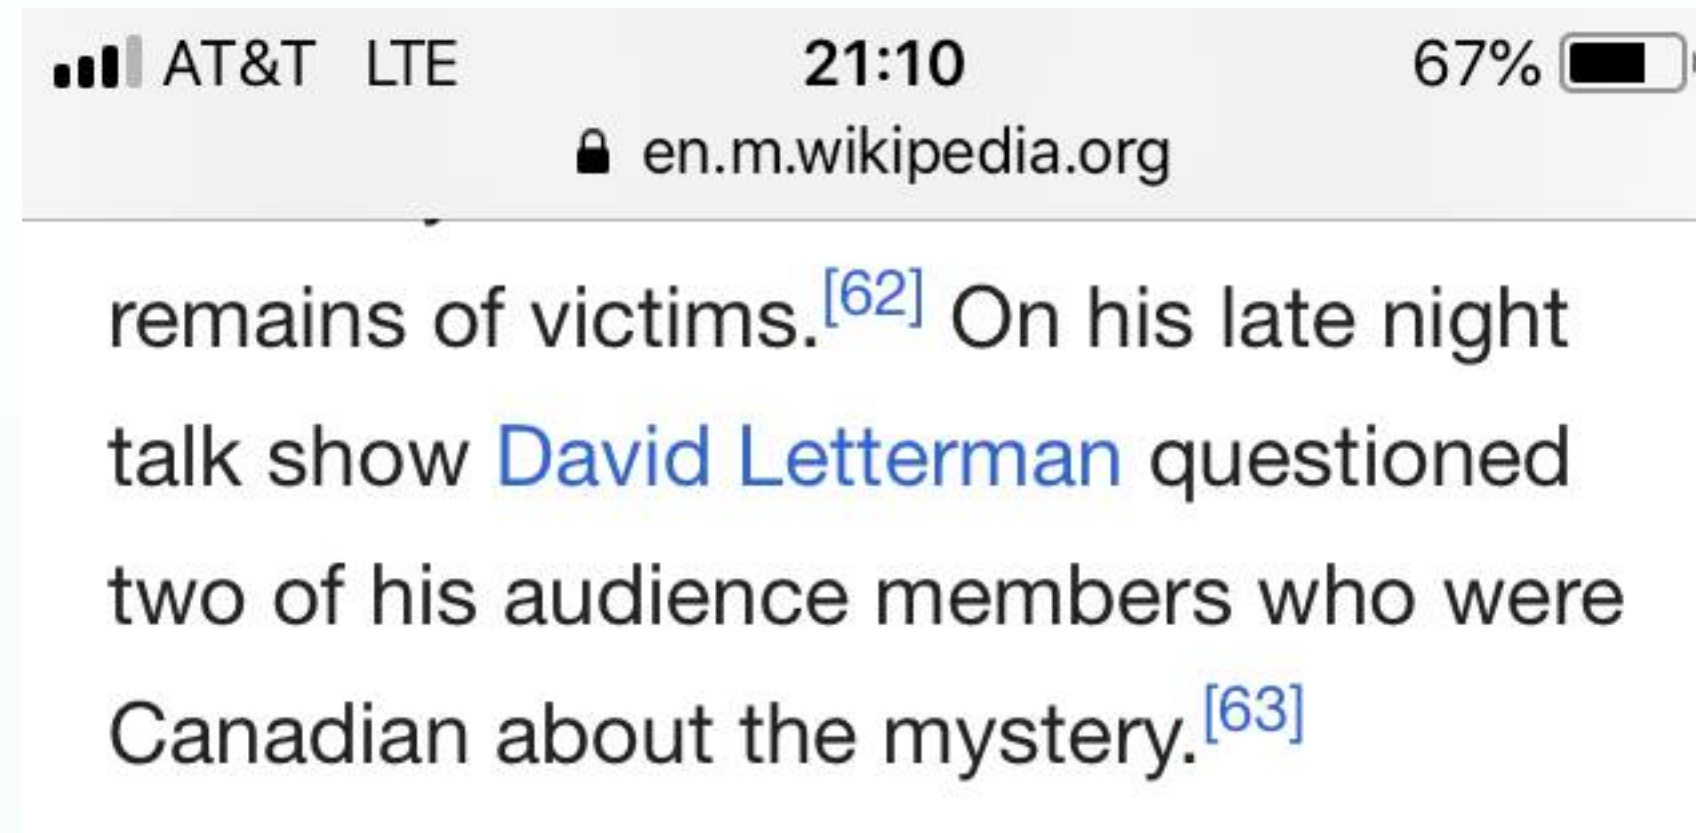 AT&T LTE 21:10 67%
en.m.wikipedia.org
remains of victims.[62] On his late night
talk show David Letterman questioned
two of his audience members who were
Canadian about the mystery.[63]